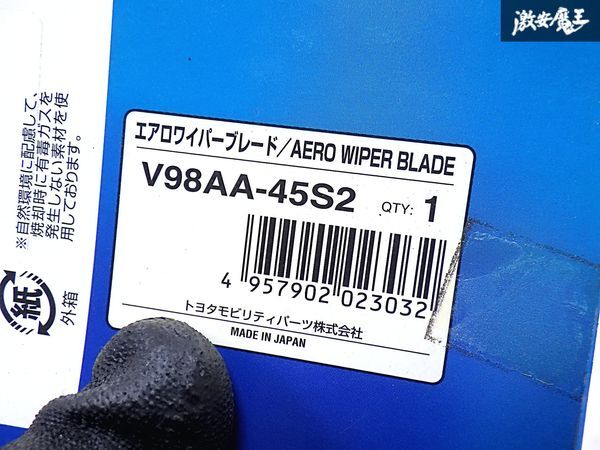 激安魔王
※自然環境に配慮して、
焼却時に有毒ガスを
発生しない素材を使
用しております。
紙
外箱
エアロワイパーブレード/AERO WIPER BLADE
V98AA-45S2 QTY: 1
4 957902 023032
トヨタモビリティパーツ株式会社
MADE IN JAPAN